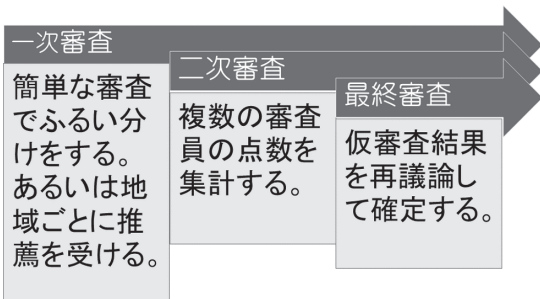 一次審査
簡単な審査
でふるい分
けをする。
あるいは地
域ごとに推
薦を受ける。
二次審査
複数の審査
員の点数を
集計する。
最終審査
仮審査結果
を再議論し
て確定する。